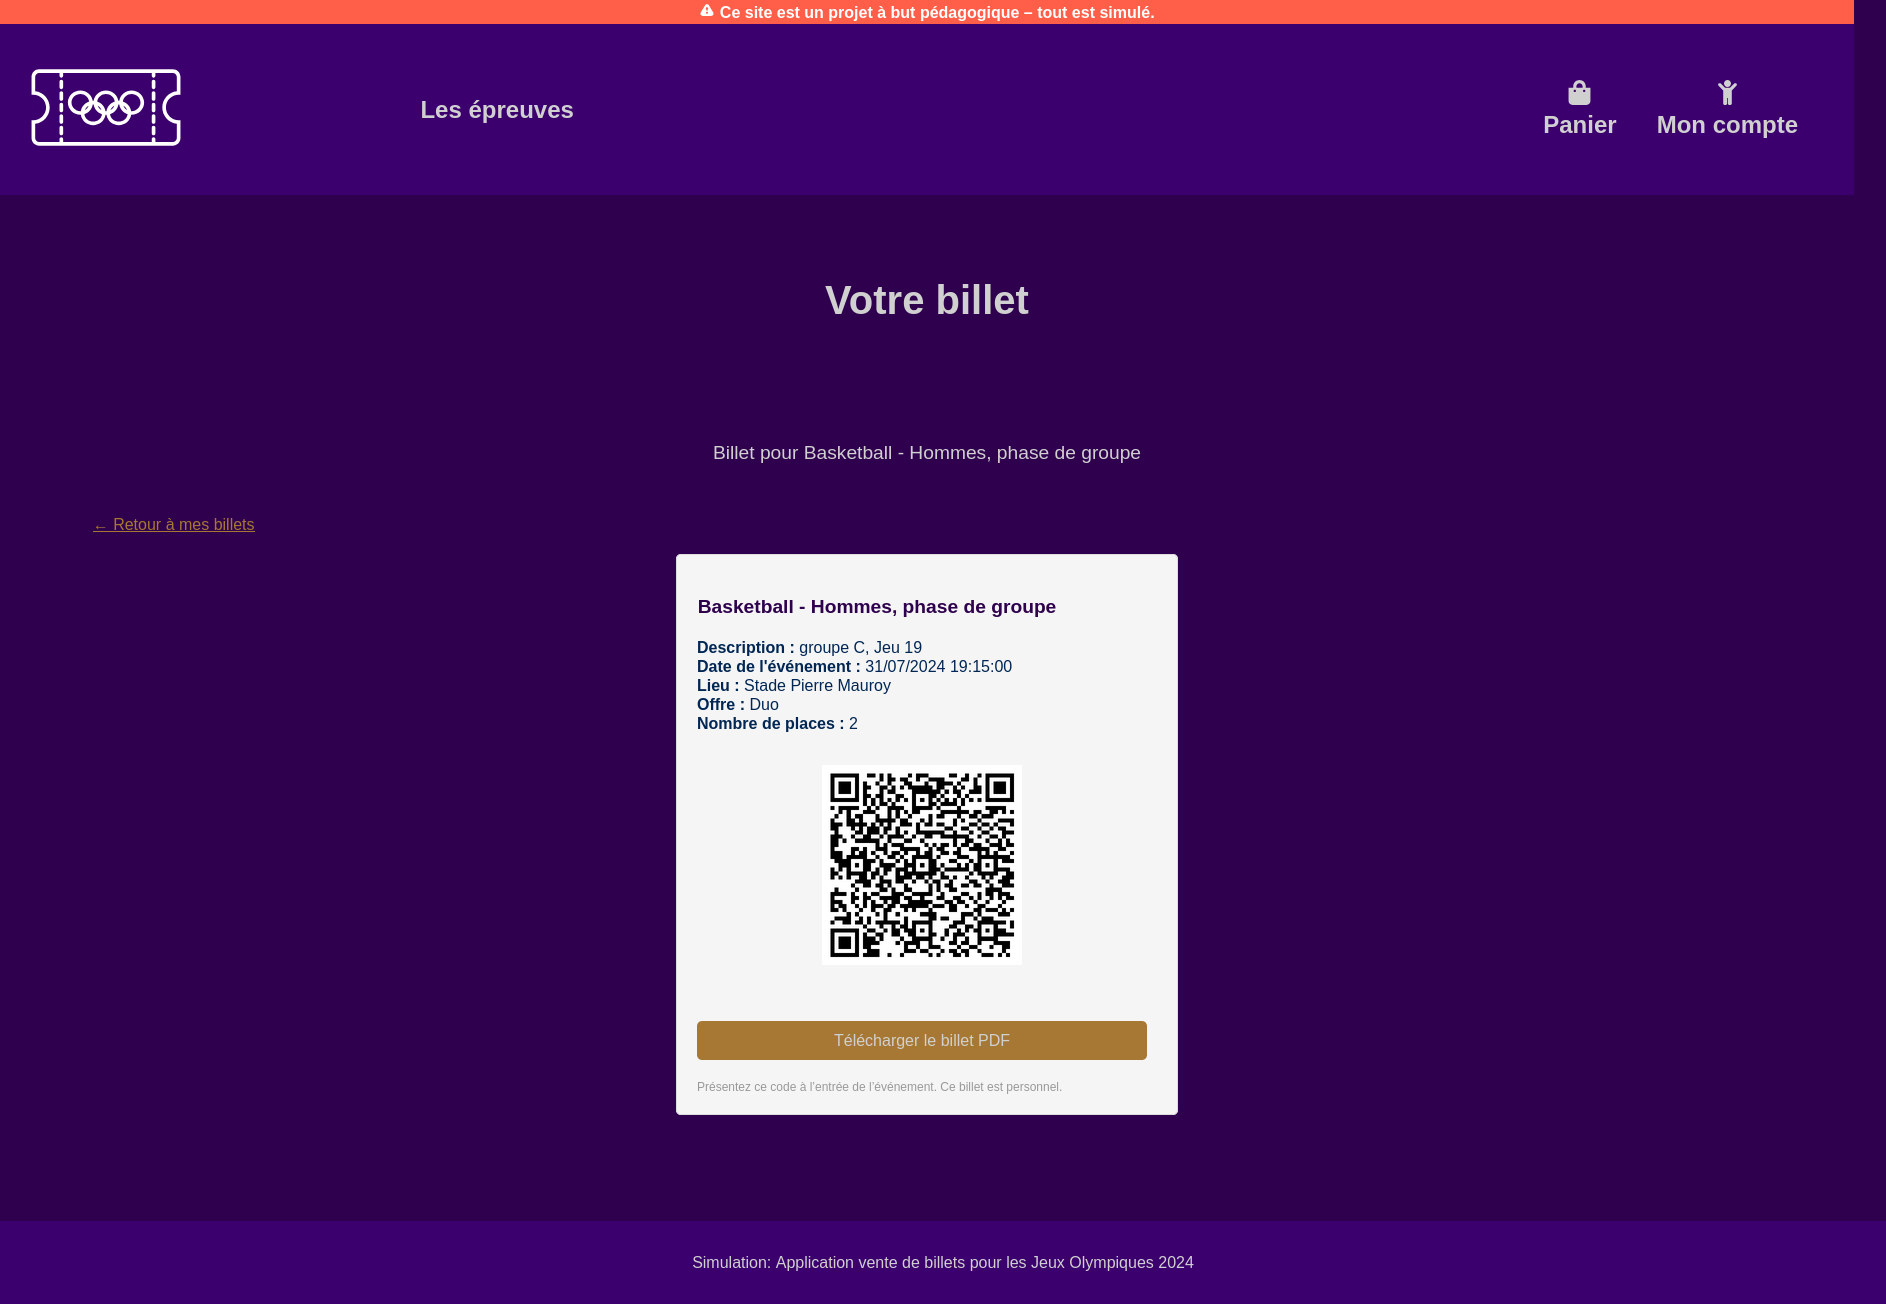 Ce site est un projet à but pédagogique – tout est simulé.
Les épreuves
Panier
Mon compte
Votre billet
Billet pour Basketball - Hommes, phase de groupe
← Retour à mes billets
Basketball - Hommes, phase de groupe
Description : groupe C, Jeu 19
Date de l'événement : 31/07/2024 19:15:00
Lieu : Stade Pierre Mauroy
Offre : Duo
Nombre de places : 2
Télécharger le billet PDF
Présentez ce code à l’entrée de l’événement. Ce billet est personnel.
Simulation: Application vente de billets pour les Jeux Olympiques 2024